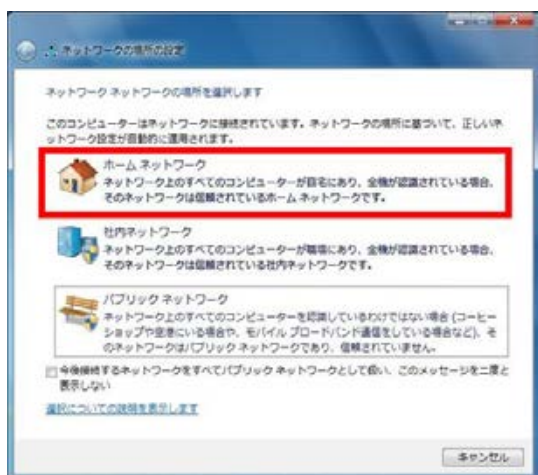 ネットワークの場所の設定
ネットワーク ネットワークの場所を選択します
このコンピューターはネットワークに接続されています。ネットワークの場所に基づいて、正しいネ
ットワーク設定が自動的に適用されます。
ホーム ネットワーク
ネットワーク上のすべてのコンピューターが自宅にあり、全機が認識されている場合、
そのネットワークは信頼されているホーム ネットワークです。
社内ネットワーク
ネットワーク上のすべてのコンピューターが職場にあり、全機が認識されている場合、
そのネットワークは信頼されている社内ネットワークです。
パブリック ネットワーク
ネットワーク上のすべてのコンピューターを認識しているわけではない場合 (コーヒー
ショップや空港にいる場合や、モバイル ブロードバンド通信をしている場合など)、そ
のネットワークはパブリック ネットワークであり、信頼されていません。
今後接続するネットワークをすべてパブリック ネットワークとして扱い、このメッセージを二度と
表示しない
選択についての説明を表示します
キャンセル